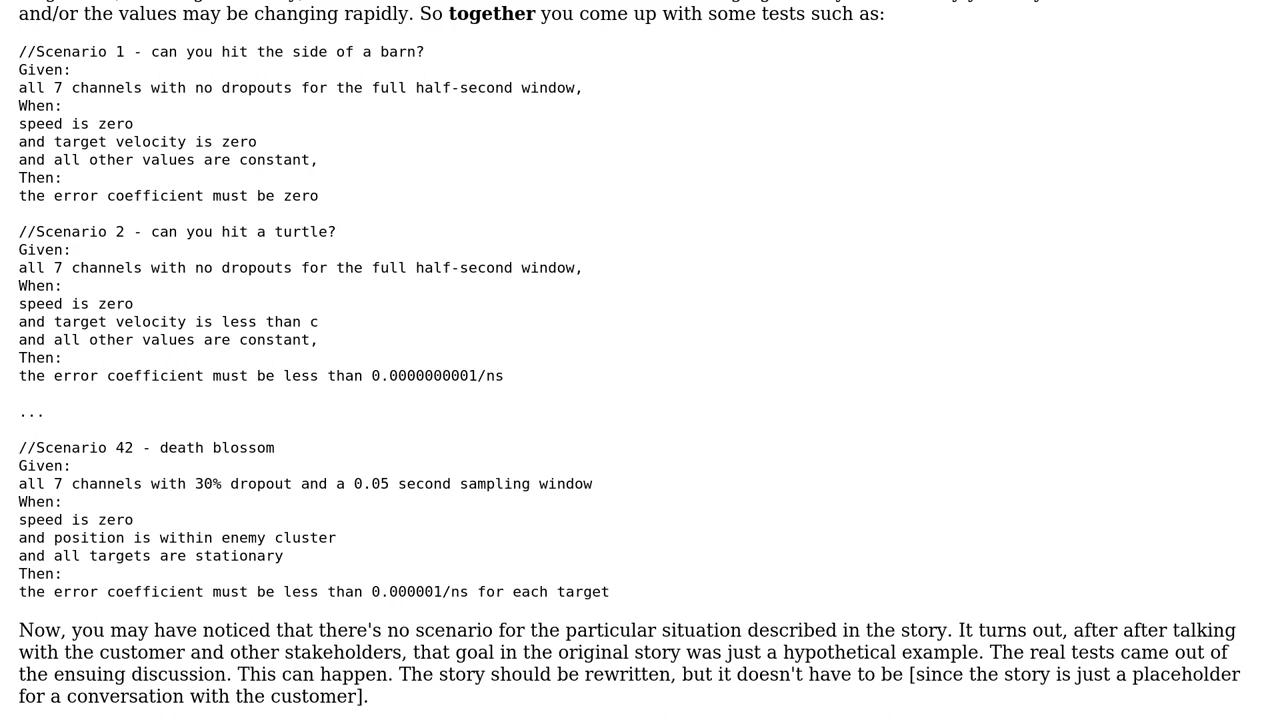 and/or the values may be changing rapidly. So together you come up with some tests such as:
//Scenario 1 - can you hit the side of a barn?
Given:
all 7 channels with no dropouts for the full half-second window,
When:
speed is zero
and target velocity is zero
and all other values are constant,
Then:
the error coefficient must be zero
//Scenario 2 - can you hit a turtle?
Given:
all 7 channels with no dropouts for the full half-second window,
When:
speed is zero
and target velocity is less than c
and all other values are constant,
Then:
the error coefficient must be less than 0.0000000001/ns
...
//Scenario 42 - death blossom
Given:
all 7 channels with 30% dropout and a 0.05 second sampling window
When:
speed is zero
and position is within enemy cluster
and all targets are stationary
Then:
the error coefficient must be less than 0.000001/ns for each target
Now, you may have noticed that there's no scenario for the particular situation described in the story. It turns out, after after talking
with the customer and other stakeholders, that goal in the original story was just a hypothetical example. The real tests came out of
the ensuing discussion. This can happen. The story should be rewritten, but it doesn't have to be [since the story is just a placeholder
for a conversation with the customer].